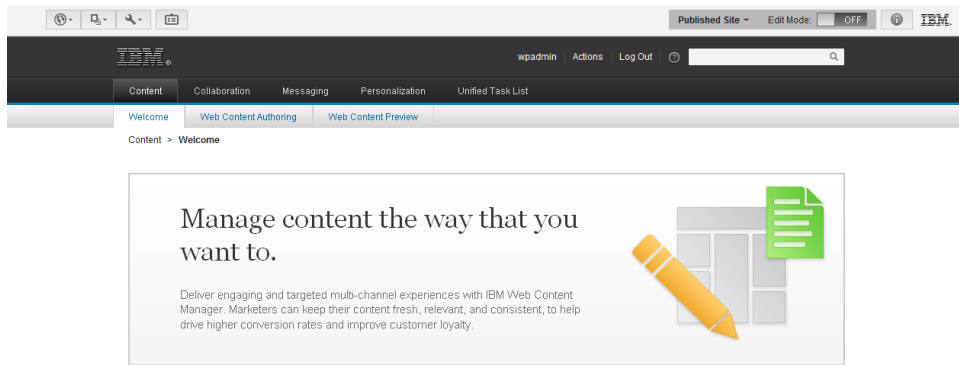 Published Site Edit Mode: OFF IBM.
IBM® wpadmin Actions Log Out
Content Collaboration Messaging Personalization Unified Task List
Welcome Web Content Authoring Web Content Preview
Content > Welcome
Manage content the way that you
want to.
Deliver engaging and targeted multi-channel experiences with IBM Web Content
Manager. Marketers can keep their content fresh, relevant, and consistent, to help
drive higher conversion rates and improve customer loyalty.